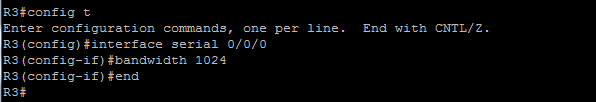 R3#config t
Enter configuration commands, one per line.  End with CNTL/Z.
R3(config)#interface serial 0/0/0
R3(config-if)#bandwidth 1024
R3(config-if)#end
R3#